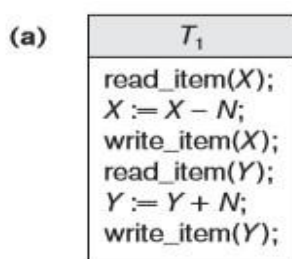 (a)
T1
read_item(X);
X := X – N;
write_item(X);
read_item(Y);
Y := Y + N;
write_item(Y);